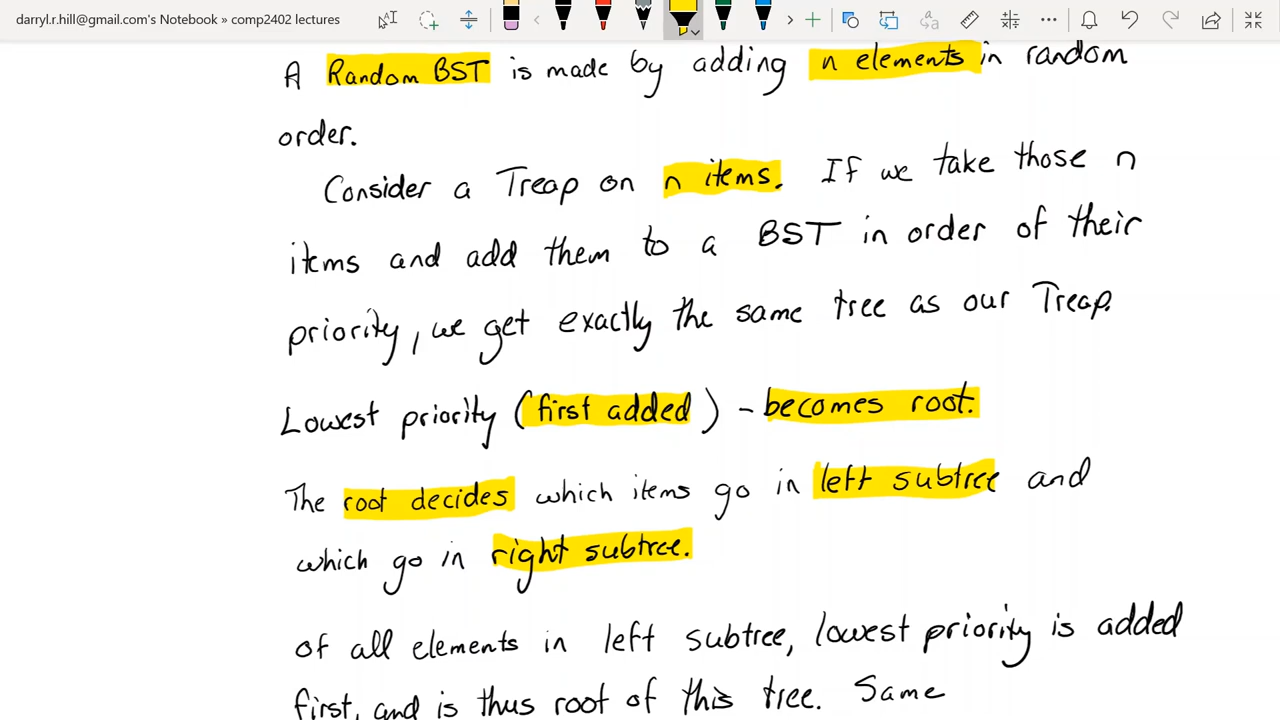 darryl.r.hill@gmail.com's Notebook » comp2402 lectures
A Random BST is made by adding n elements in random
order.
Consider a Treap on n items. If we take those n
items and add them to a BST in order of their
priority, we get exactly the same tree as our Treap.
Lowest priority (first added) - becomes root.
The root decides which items go in left subtree and
which go in right subtree.
of all elements in left subtree, lowest priority is added
first, and is thus root of this tree. Same